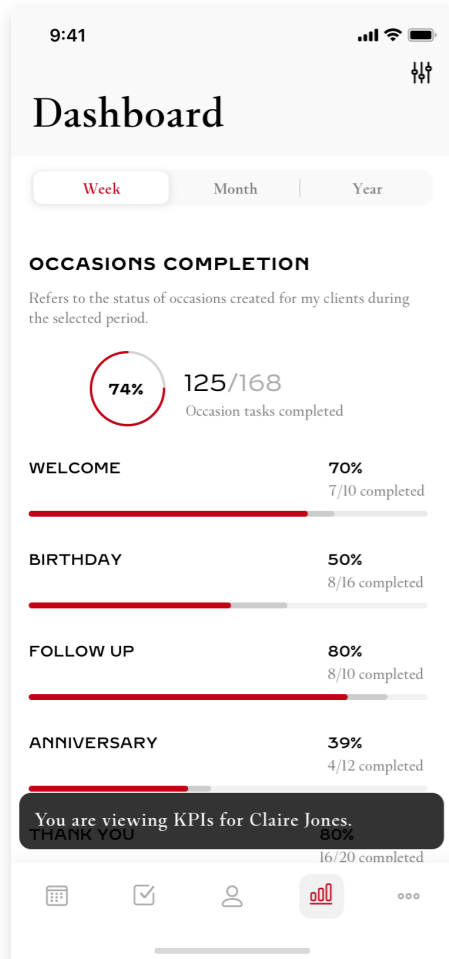 9:41
Dashboard
Week Month Year
OCCASIONS COMPLETION
Refers to the status of occasions created for my clients during
the selected period.
74%
125/168
Occasion tasks completed
WELCOME 70%
7/10 completed
BIRTHDAY 50%
8/16 completed
FOLLOW UP 80%
8/10 completed
ANNIVERSARY 39%
4/12 completed
You are viewing KPIs for Claire Jones.
THANK YOU 80%
16/20 completed